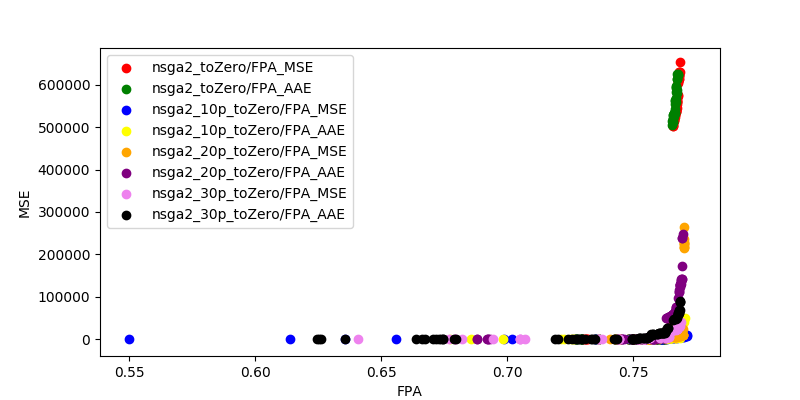 nsga2_toZero/FPA_MSE
nsga2_toZero/FPA_AAE
nsga2_10p_toZero/FPA_MSE
nsga2_10p_toZero/FPA_AAE
nsga2_20p_toZero/FPA_MSE
nsga2_20p_toZero/FPA_AAE
nsga2_30p_toZero/FPA_MSE
nsga2_30p_toZero/FPA_AAE
MSE
600000
500000
400000
300000
200000
100000
0
0.55 0.60 0.65 0.70 0.75
FPA